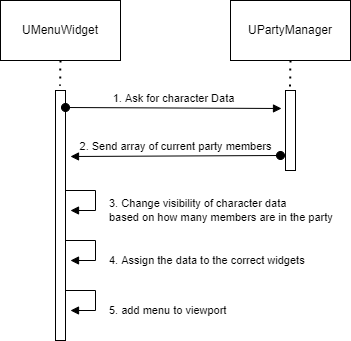 UMenuWidget
UPartyManager
1. Ask for character Data
2. Send array of current party members
3. Change visibility of character data
based on how many members are in the party
4. Assign the data to the correct widgets
5. add menu to viewport